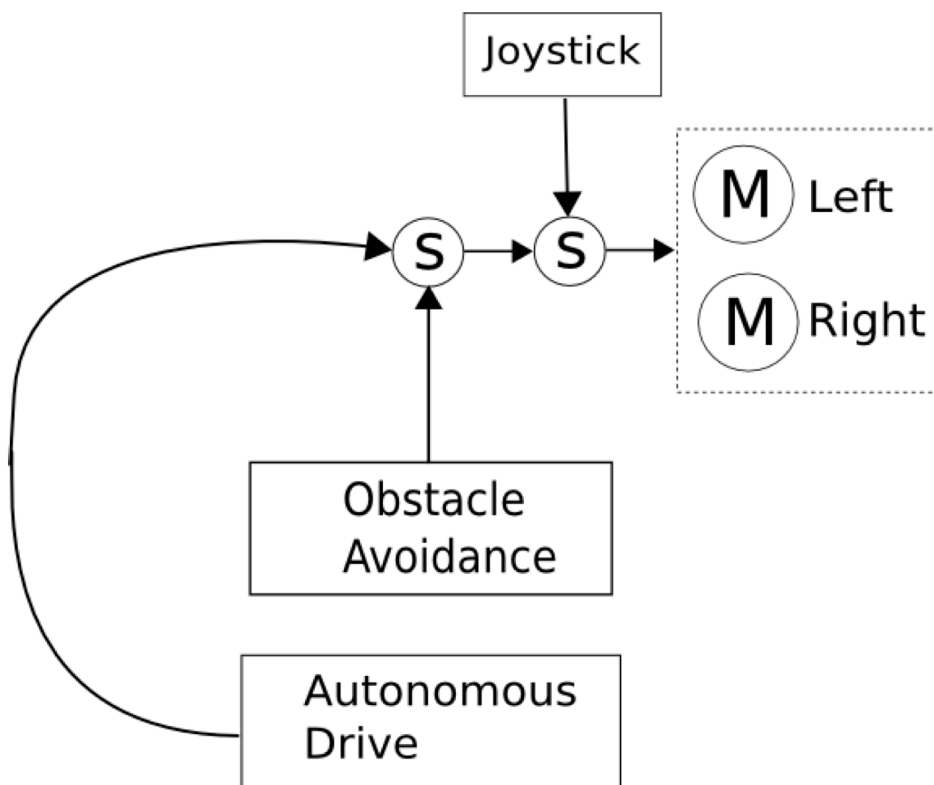 Joystick
M Left
S
S
M Right
Obstacle
Avoidance
Autonomous
Drive